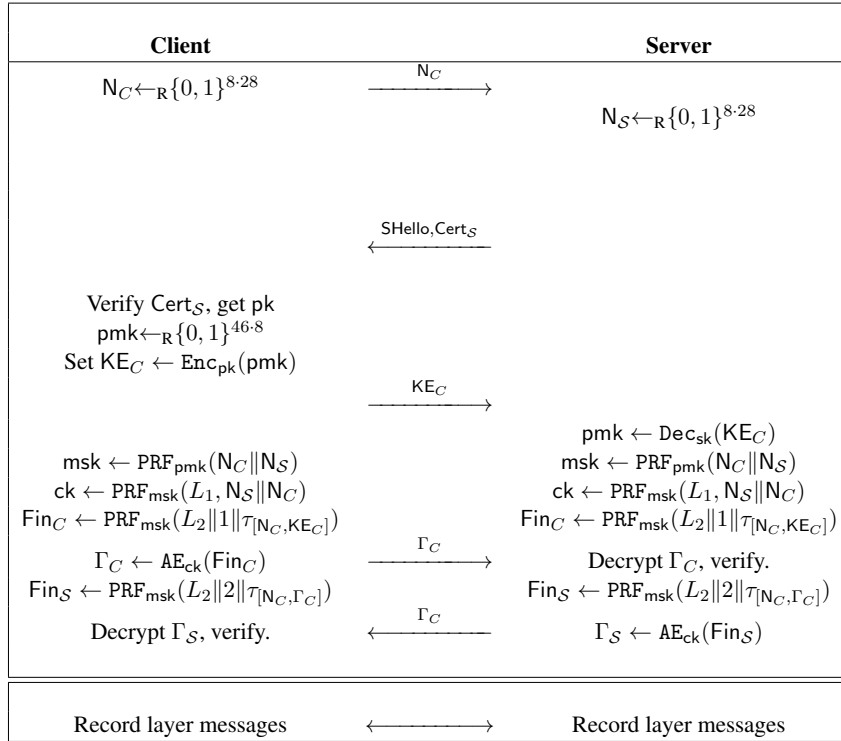 Client Server
N_C ←_R {0, 1}^{8·28} N_C
N_S ←_R {0, 1}^{8·28}
SHello,Cert_S
Verify Cert_S, get pk
pmk ←_R {0, 1}^{46·8}
Set KE_C ← Enc_pk(pmk)
KE_C
pmk ← Dec_sk(KE_C)
msk ← PRF_pmk(N_C‖N_S) msk ← PRF_pmk(N_C‖N_S)
ck ← PRF_msk(L_1, N_S‖N_C) ck ← PRF_msk(L_1, N_S‖N_C)
Fin_C ← PRF_msk(L_2‖1‖τ_[N_C,KE_C]) Fin_C ← PRF_msk(L_2‖1‖τ_[N_C,KE_C])
Γ_C ← AE_ck(Fin_C) Γ_C Decrypt Γ_C, verify.
Fin_S ← PRF_msk(L_2‖2‖τ_[N_C,Γ_C]) Fin_S ← PRF_msk(L_2‖2‖τ_[N_C,Γ_C])
Decrypt Γ_S, verify. Γ_C Γ_S ← AE_ck(Fin_S)
Record layer messages Record layer messages